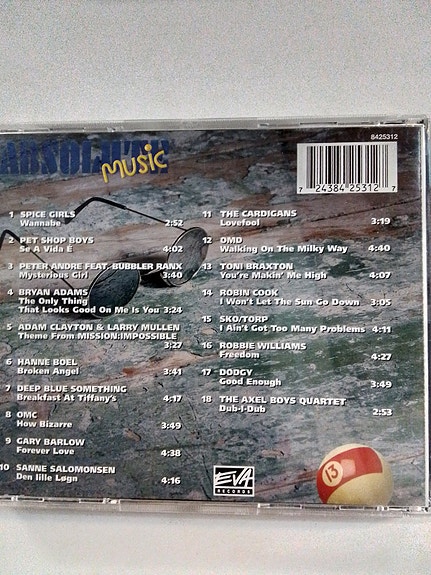 8425312
ABSOLUTE
music
7 24384 25312 7
1 SPICE GIRLS
Wannabe 2:52
2 PET SHOP BOYS
Se A Vida É 4:02
3 PETER ANDRE FEAT. BUBBLER RANX
Mysterious Girl 3:40
4 BRYAN ADAMS
The Only Thing
That Looks Good On Me Is You 3:24
5 ADAM CLAYTON & LARRY MULLEN
Theme From MISSION:IMPOSSIBLE
3:27
6 HANNE BOEL
Broken Angel 3:41
7 DEEP BLUE SOMETHING
Breakfast At Tiffany's 4:17
8 OMC
How Bizarre 3:49
9 GARY BARLOW
Forever Love 4:38
10 SANNE SALOMONSEN
Den lille Løgn 4:16
11 THE CARDIGANS
Lovefool 3:19
12 OMD
Walking On The Milky Way 4:40
13 TONI BRAXTON
You're Makin' Me High 4:07
14 ROBIN COOK
I Won't Let The Sun Go Down 3:05
15 SKO/TORP
I Ain't Got Too Many Problems 4:11
16 ROBBIE WILLIAMS
Freedom 4:27
17 DODGY
Good Enough 3:49
18 THE AXEL BOYS QUARTET
Dub-I-Dub 2:53
EVA
RECORDS
13